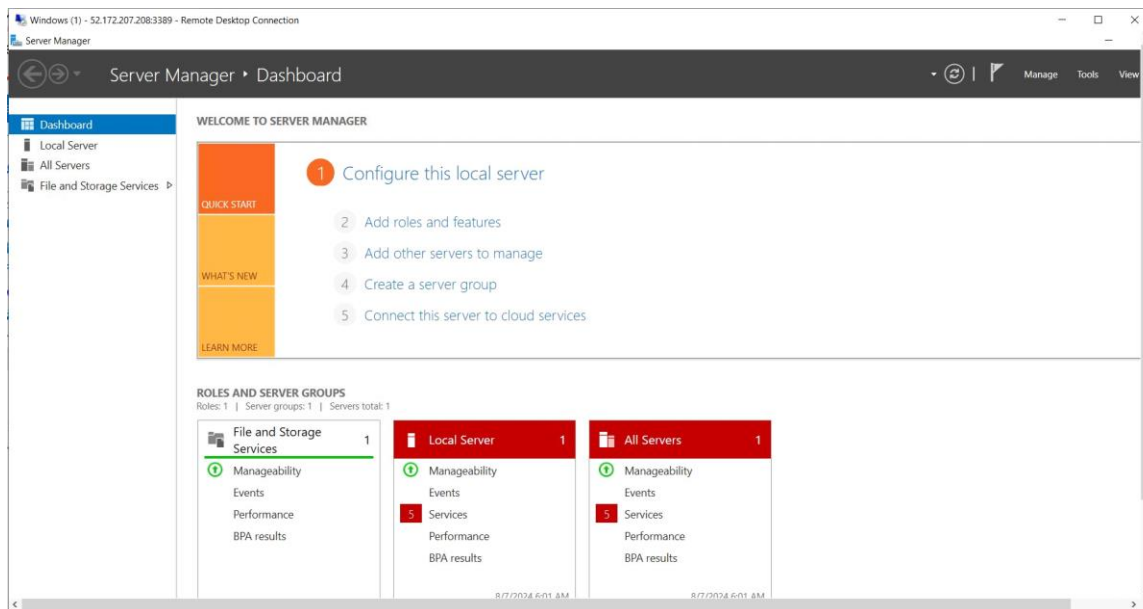 Windows (1) - 52.172.207.208:3389 - Remote Desktop Connection
Server Manager
Server Manager ‣ Dashboard
Manage Tools View
Dashboard
Local Server
All Servers
File and Storage Services
WELCOME TO SERVER MANAGER
QUICK START
WHAT'S NEW
LEARN MORE
1 Configure this local server
2 Add roles and features
3 Add other servers to manage
4 Create a server group
5 Connect this server to cloud services
ROLES AND SERVER GROUPS
Roles: 1 | Server groups: 1 | Servers total: 1
File and Storage
Services 1
Manageability
Events
Performance
BPA results
Local Server 1
Manageability
Events
5 Services
Performance
BPA results
8/7/2024 6:01 AM
All Servers 1
Manageability
Events
5 Services
Performance
BPA results
8/7/2024 6:01 AM